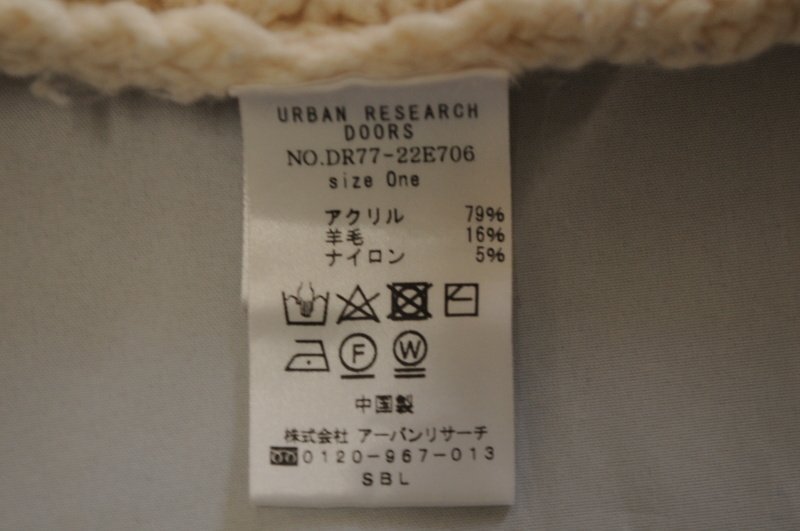 URBAN RESEARCH
DOORS
NO.DR77-22E706
size One
アクリル 79%
羊毛 16%
ナイロン 5%
F W
中国製
株式会社 アーバンリサーチ
0120-967-013
SBL